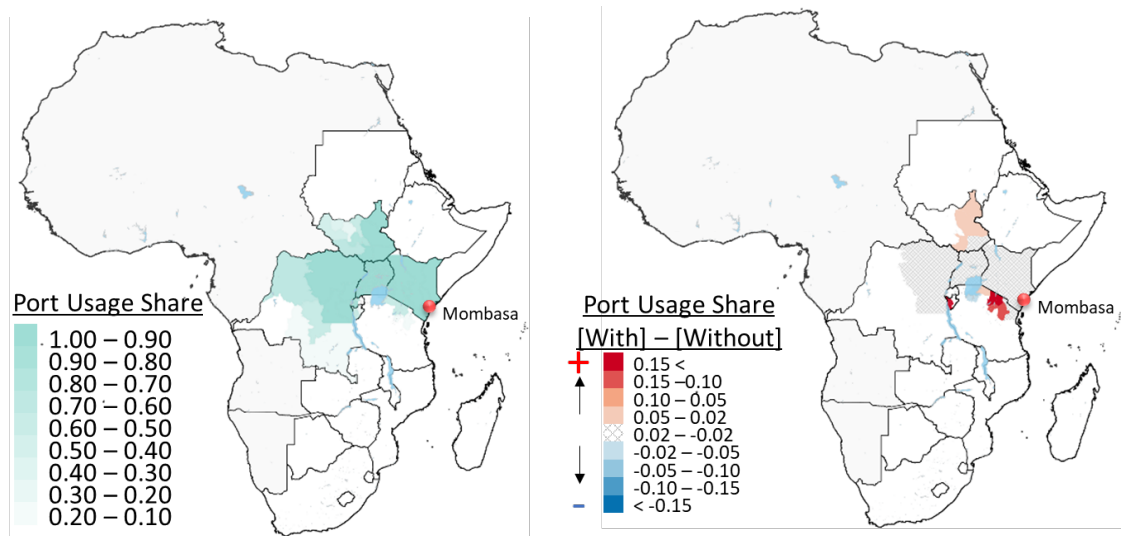 Port Usage Share
1.00 – 0.90
0.90 – 0.80
0.80 – 0.70
0.70 – 0.60
0.60 – 0.50
0.50 – 0.40
0.40 – 0.30
0.30 – 0.20
0.20 – 0.10
Mombasa
Port Usage Share
[With] – [Without]
+
0.15 <
0.15 –0.10
0.10 – 0.05
0.05 – 0.02
0.02 – -0.02
-0.02 – -0.05
-0.05 – -0.10
-0.10 – -0.15
< -0.15
-
Mombasa